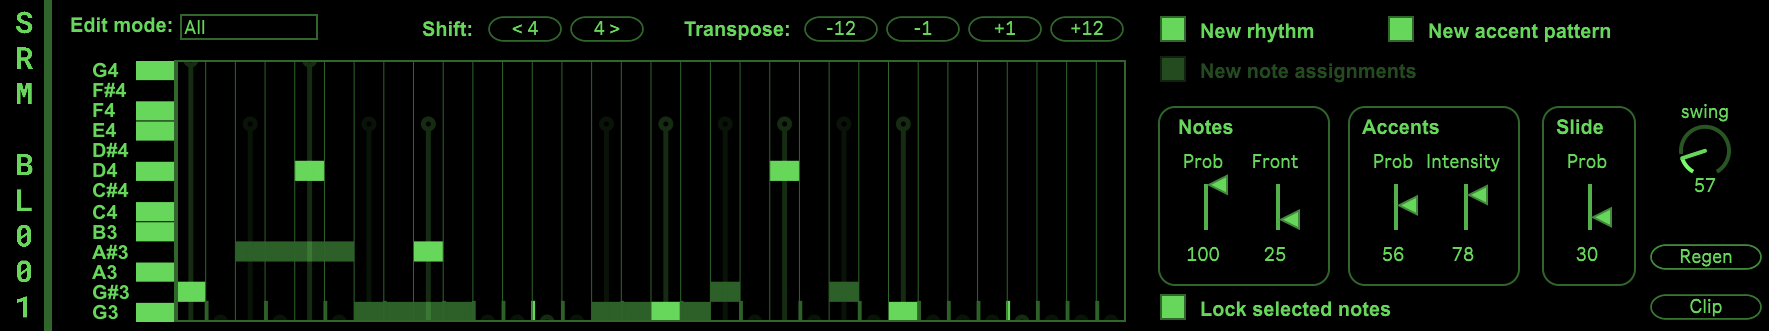 SRM BL001
Edit mode: All
Shift: < 4 4 >
Transpose: -12 -1 +1 +12
G4
F#4
F4
E4
D#4
D4
C#4
C4
B3
A#3
A3
G#3
G3
New rhythm
New accent pattern
New note assignments
Notes
Prob Front
100 25
Accents
Prob Intensity
56 78
Slide
Prob
30
swing
57
Regen
Lock selected notes
Clip